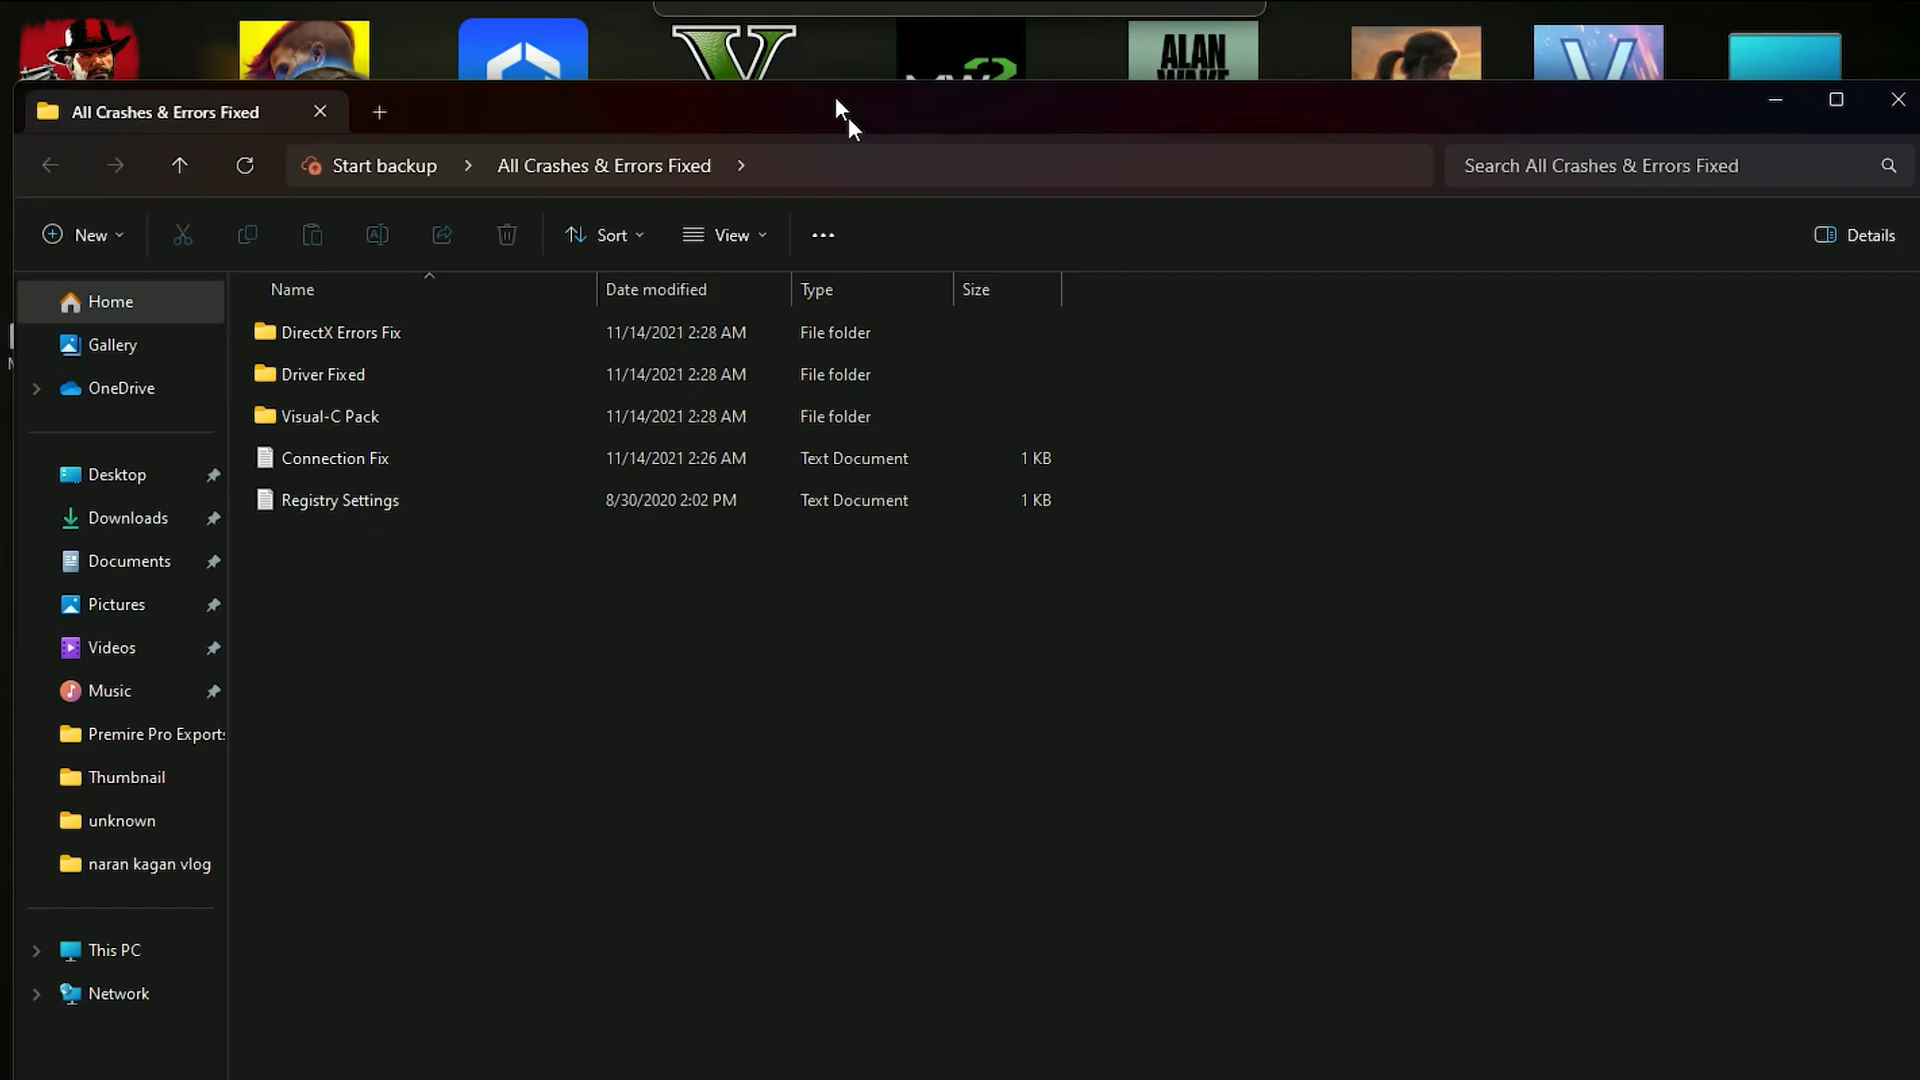 V
ALAN
WAKE
V
All Crashes & Errors Fixed
Start backup > All Crashes & Errors Fixed >
Search All Crashes & Errors Fixed
New
Sort
View
Details
Name Date modified Type Size
DirectX Errors Fix 11/14/2021 2:28 AM File folder
Driver Fixed 11/14/2021 2:28 AM File folder
Visual-C Pack 11/14/2021 2:28 AM File folder
Connection Fix 11/14/2021 2:26 AM Text Document 1 KB
Registry Settings 8/30/2020 2:02 PM Text Document 1 KB
Home
Gallery
OneDrive
Desktop
Downloads
Documents
Pictures
Videos
Music
Premire Pro Exports
Thumbnail
unknown
naran kagan vlog
This PC
Network